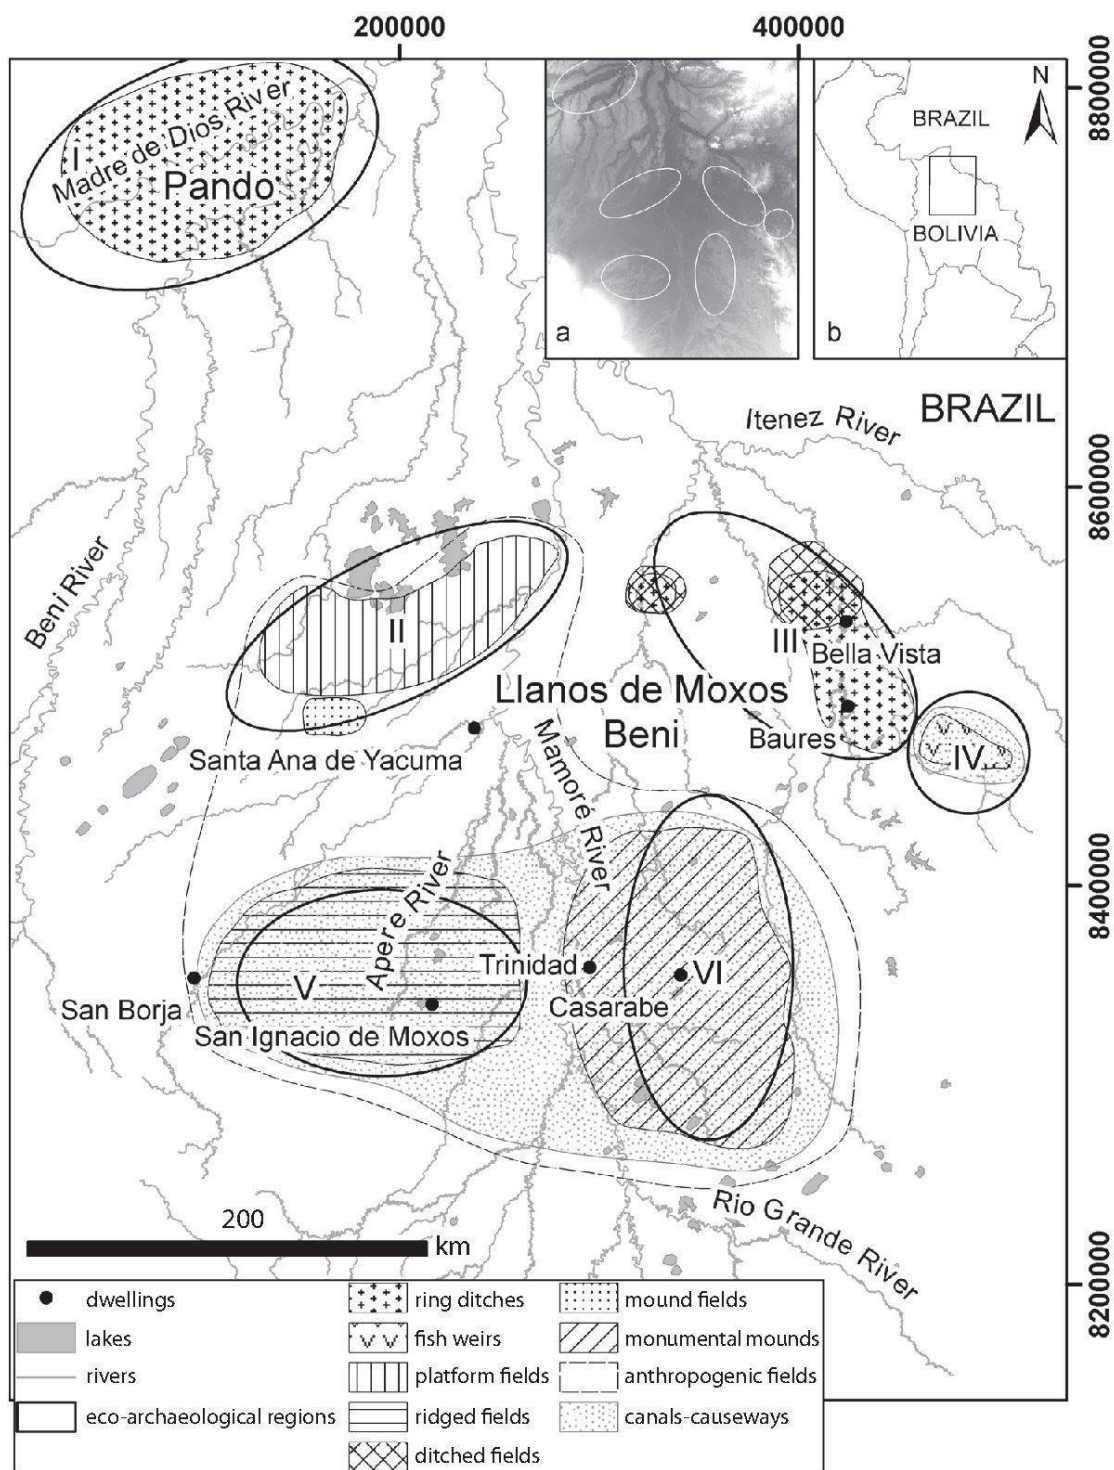 200000
400000
8800000
8600000
8400000
8200000
N
BRAZIL
BOLIVIA
a
b
I
Madre de Dios River
Pando
BRAZIL
Itenez River
Beni River
II
III
Bella Vista
Llanos de Moxos
Beni
Baures
IV
Santa Ana de Yacuma
Mamoré River
Apere River
V
Trinidad
VI
Casarabe
San Borja
San Ignacio de Moxos
Rio Grande River
200
km
dwellings
lakes
rivers
eco-archaeological regions
ring ditches
fish weirs
platform fields
ridged fields
ditched fields
mound fields
monumental mounds
anthropogenic fields
canals-causeways